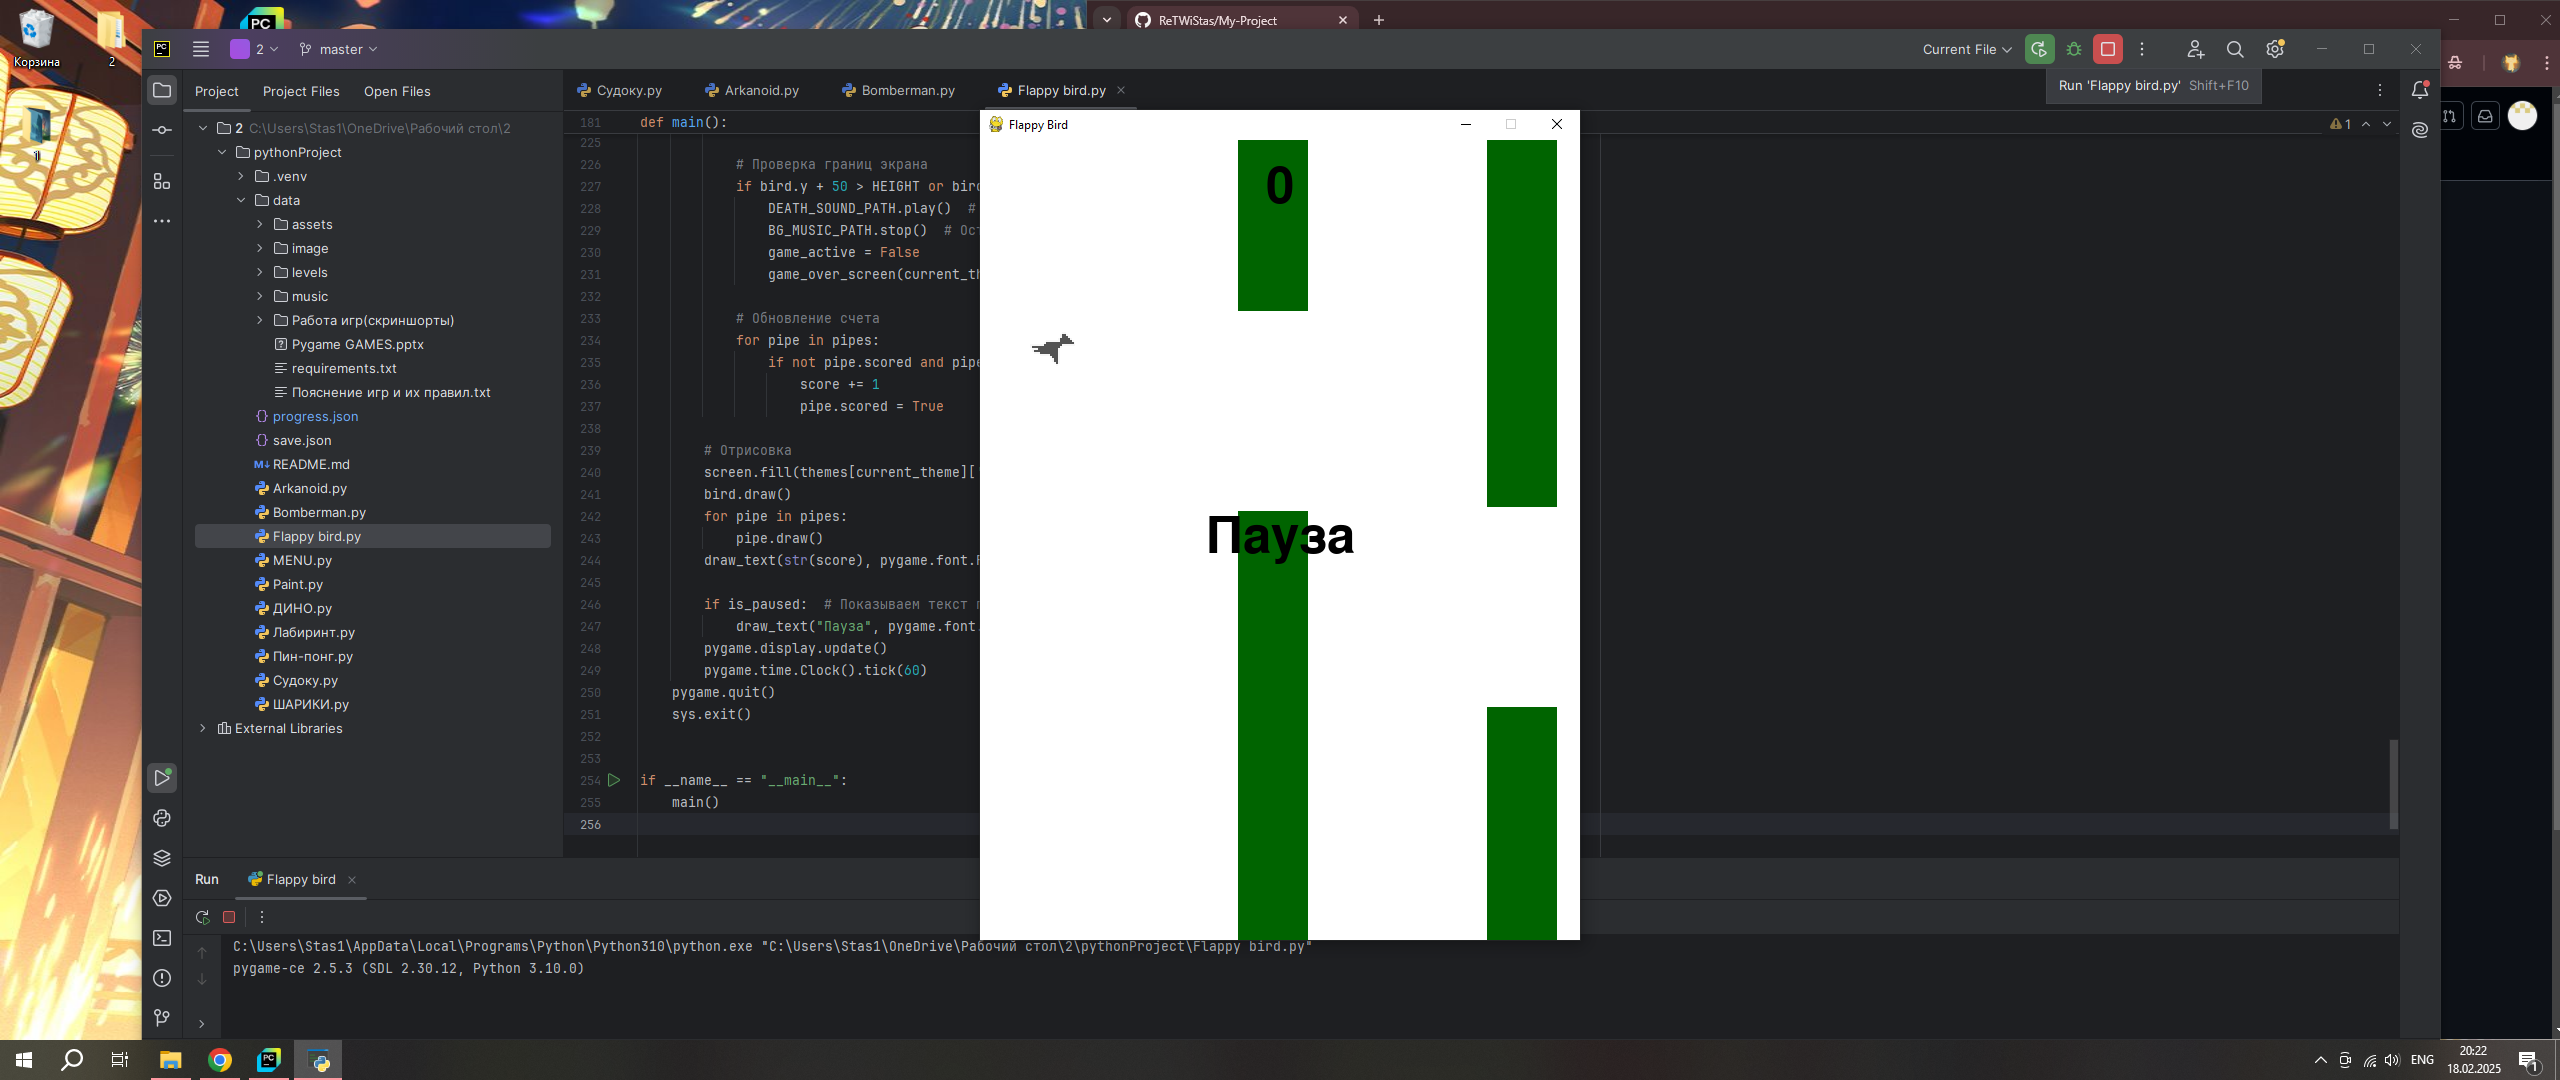 Корзина
2
PC
ReTWiStas/My-Project
PC
2
master
Current File
Run 'Flappy bird.py' Shift+F10
Project
Project Files
Open Files
Судоку.py
Arkanoid.py
Bomberman.py
Flappy bird.py
2 C:\Users\Stas1\OneDrive\Рабочий стол\2
pythonProject
.venv
data
assets
image
levels
music
Работа игр(скриншорты)
Pygame GAMES.pptx
requirements.txt
Пояснение игр и их правил.txt
progress.json
save.json
README.md
Arkanoid.py
Bomberman.py
Flappy bird.py
MENU.py
Paint.py
ДИНО.py
Лабиринт.py
Пин-понг.py
Судоку.py
ШАРИКИ.py
External Libraries
181 def main():
225
226 # Проверка границ экрана
227 if bird.y + 50 > HEIGHT or bird
228 DEATH_SOUND_PATH.play() #
229 BG_MUSIC_PATH.stop() # Ост
230 game_active = False
231 game_over_screen(current_th
232
233 # Обновление счета
234 for pipe in pipes:
235 if not pipe.scored and pipe
236 score += 1
237 pipe.scored = True
238
239 # Отрисовка
240 screen.fill(themes[current_theme]['
241 bird.draw()
242 for pipe in pipes:
243 pipe.draw()
244 draw_text(str(score), pygame.font.F
245
246 if is_paused: # Показываем текст п
247 draw_text("Пауза", pygame.font.
248 pygame.display.update()
249 pygame.time.Clock().tick(60)
250 pygame.quit()
251 sys.exit()
252
253
254 if __name__ == "__main__":
255 main()
256
1
Flappy Bird
0
Пауза
Run
Flappy bird
C:\Users\Stas1\AppData\Local\Programs\Python\Python310\python.exe "C:\Users\Stas1\OneDrive\Рабочий стол\2\pythonProject\Flappy bird.py"
pygame-ce 2.5.3 (SDL 2.30.12, Python 3.10.0)
PC
ENG
20:22
18.02.2025
1